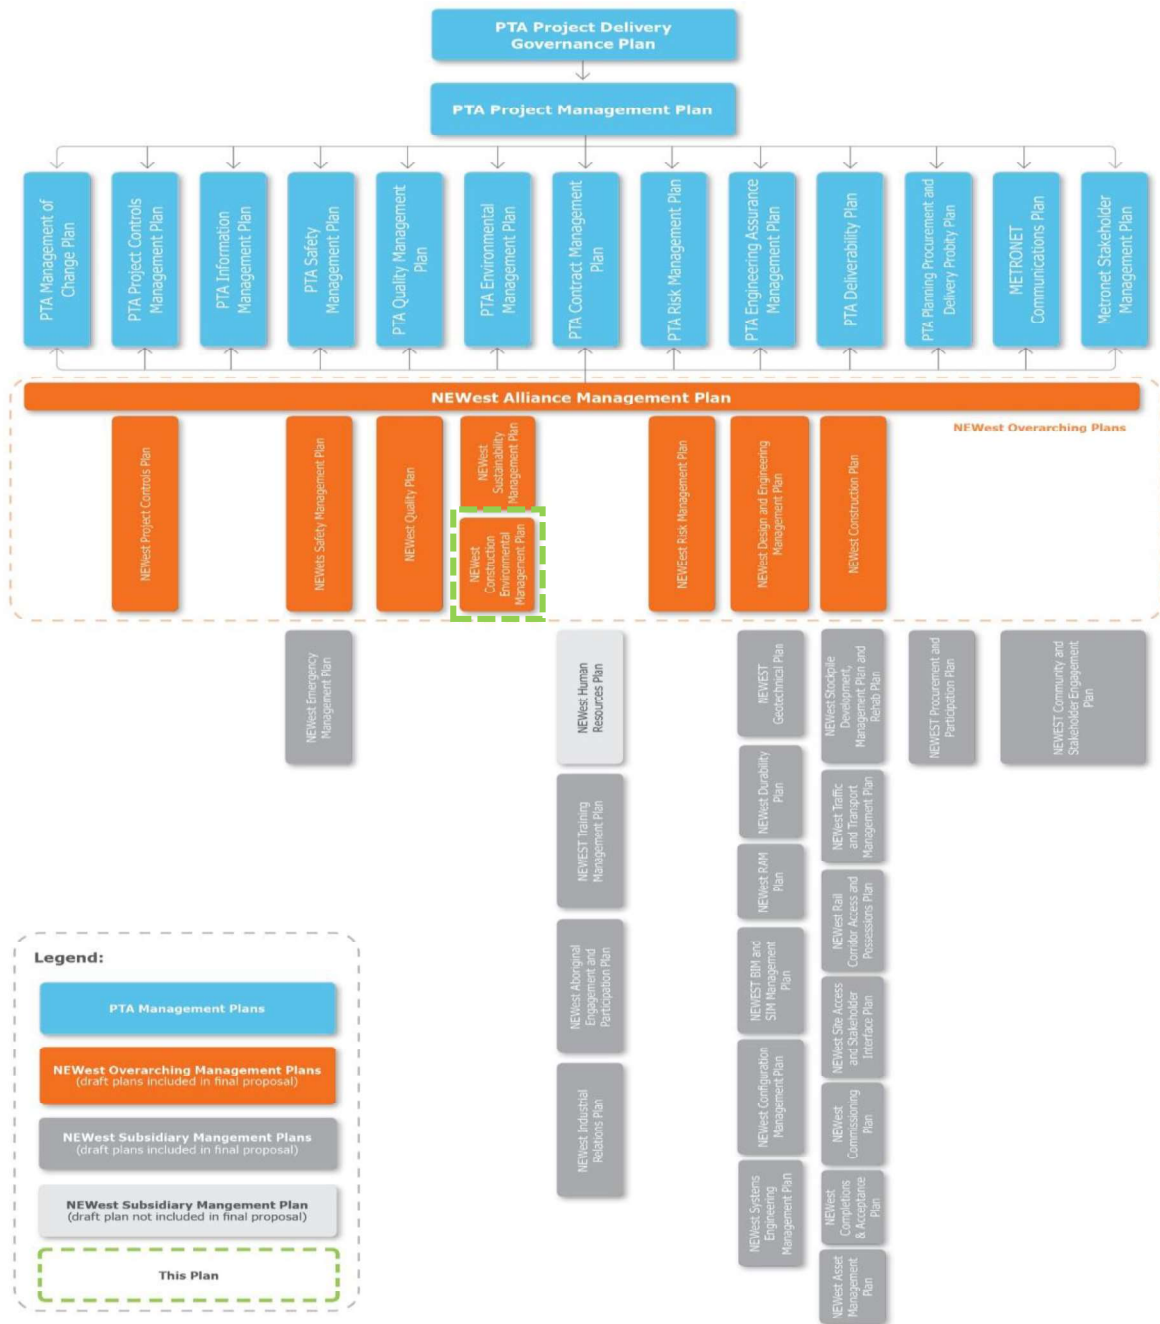 PTA Project Delivery
Governance Plan
PTA Project Management Plan
PTA Management of
Change Plan
PTA Project Controls
Management Plan
PTA Information
Management Plan
PTA Safety
Management Plan
PTA Quality Management
Plan
PTA Environmental
Management Plan
PTA Contract Management
Plan
PTA Risk Management Plan
PTA Engineering Assurance
Management Plan
PTA Deliverability Plan
PTA Planning Procurement and
Delivery Probity Plan
METRONET
Communications Plan
Metronet Stakeholder
Management Plan
NEWest Alliance Management Plan
NEWest Overarching Plans
NEWest Project Controls Plan
NEWets Safety Management Plan
NEWest Quality Plan
NEWest
Sustainability
Management Plan
NEWest
Construction
Environmental
Management Plan
NEWEest Risk Management Plan
NEWest Design and Engineering
Management Plan
NEWest Construction Plan
NEWest Emergency
Management Plan
NEWest Human
Resources Plan
NEWEST Training
Management Plan
NEWest Aboriginal
Engagement and
Participation Plan
NEWest Industrial
Relations Plan
NEWEST
Geotechnical Plan
NEWest Durability
Plan
NEWest RAM
Plan
NEWEST BIM and
SIM Management
Plan
NEWest Configuration
Management Plan
NEWest Systems
Engineering
Management Plan
NEWest Stockpile
Development,
Management Plan and
Rehab Plan
NEWest Traffic
and Transport
Management Plan
NEWest Rail
Corridor Access and
Possessions Plan
NEWest Site Access
and Stakeholder
Interface Plan
NEWest
Commissioning
Plan
NEWest
Completions
& Acceptance
Plan
NEWest Asset
Management
Plan
NEWEST Procurement and
Participation Plan
NEWEST Community and
Stakeholder Engagement
Plan
Legend:
PTA Management Plans
NEWest Overarching Management Plans
(draft plans included in final proposal)
NEWest Subsidiary Mangement Plans
(draft plans included in final proposal)
NEWest Subsidiary Mangement Plan
(draft plan not included in final proposal)
This Plan